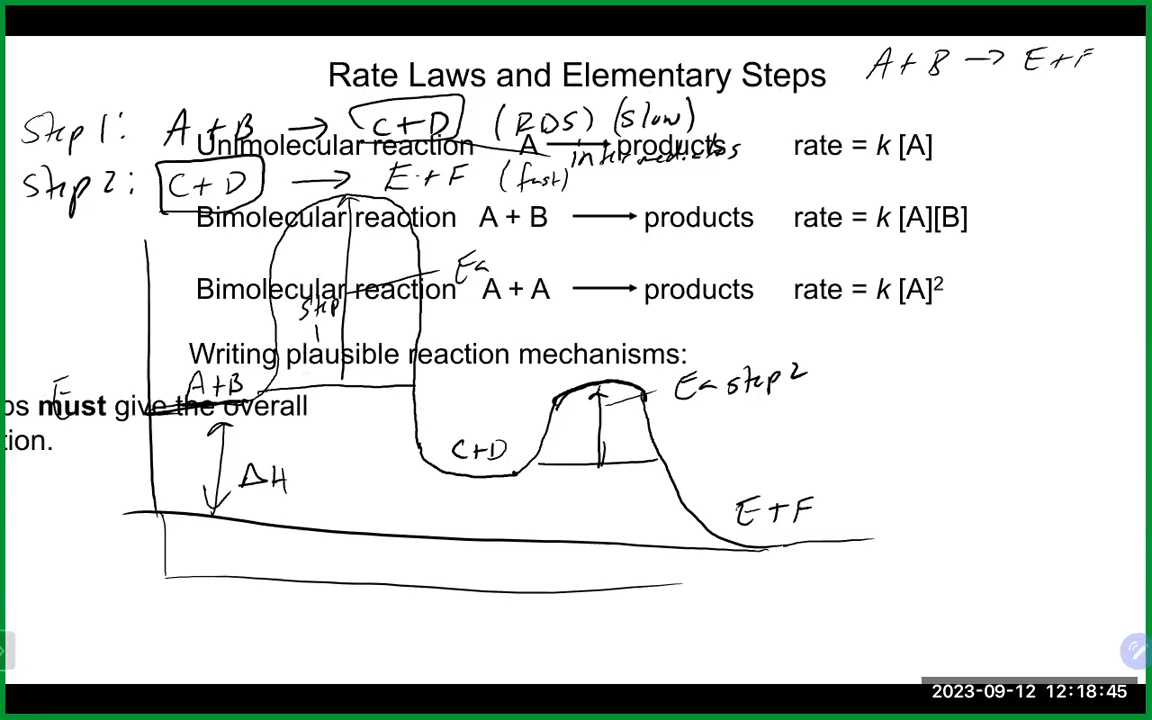 Rate Laws and Elementary Steps
A + B → E + F
Step 1: A + B → C + D (RDS) (slow)
intermediates
Unimolecular reaction A → products rate = k [A]
Step 2: C + D → E + F (fast)
Bimolecular reaction A + B → products rate = k [A][B]
Ea
Bimolecular reaction A + A → products rate = k [A]²
Step
1
Writing plausible reaction mechanisms:
A+B
Ea step 2
E
ps must give the overall
tion.
C+D
ΔH
E+F
2023-09-12 12:18:45